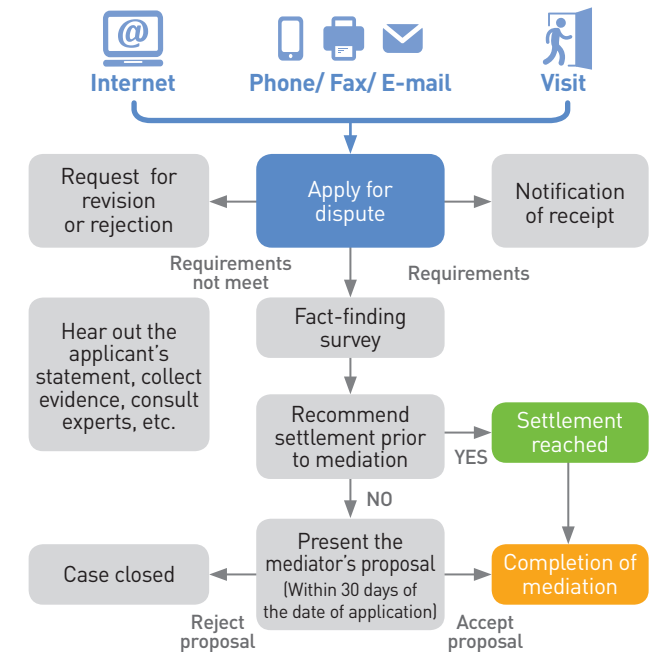 @
Internet
Phone/ Fax/ E-mail
Visit
Request for
revision
or rejection
Apply for
dispute
Notification
of receipt
Requirements
not meet
Requirements
Hear out the
applicant's
statement, collect
evidence, consult
experts, etc.
Fact-finding
survey
Recommend
settlement prior
to mediation
YES
Settlement
reached
NO
Case closed
Present the
mediator's proposal
(Within 30 days of
the date of application)
Completion of
mediation
Reject
proposal
Accept
proposal